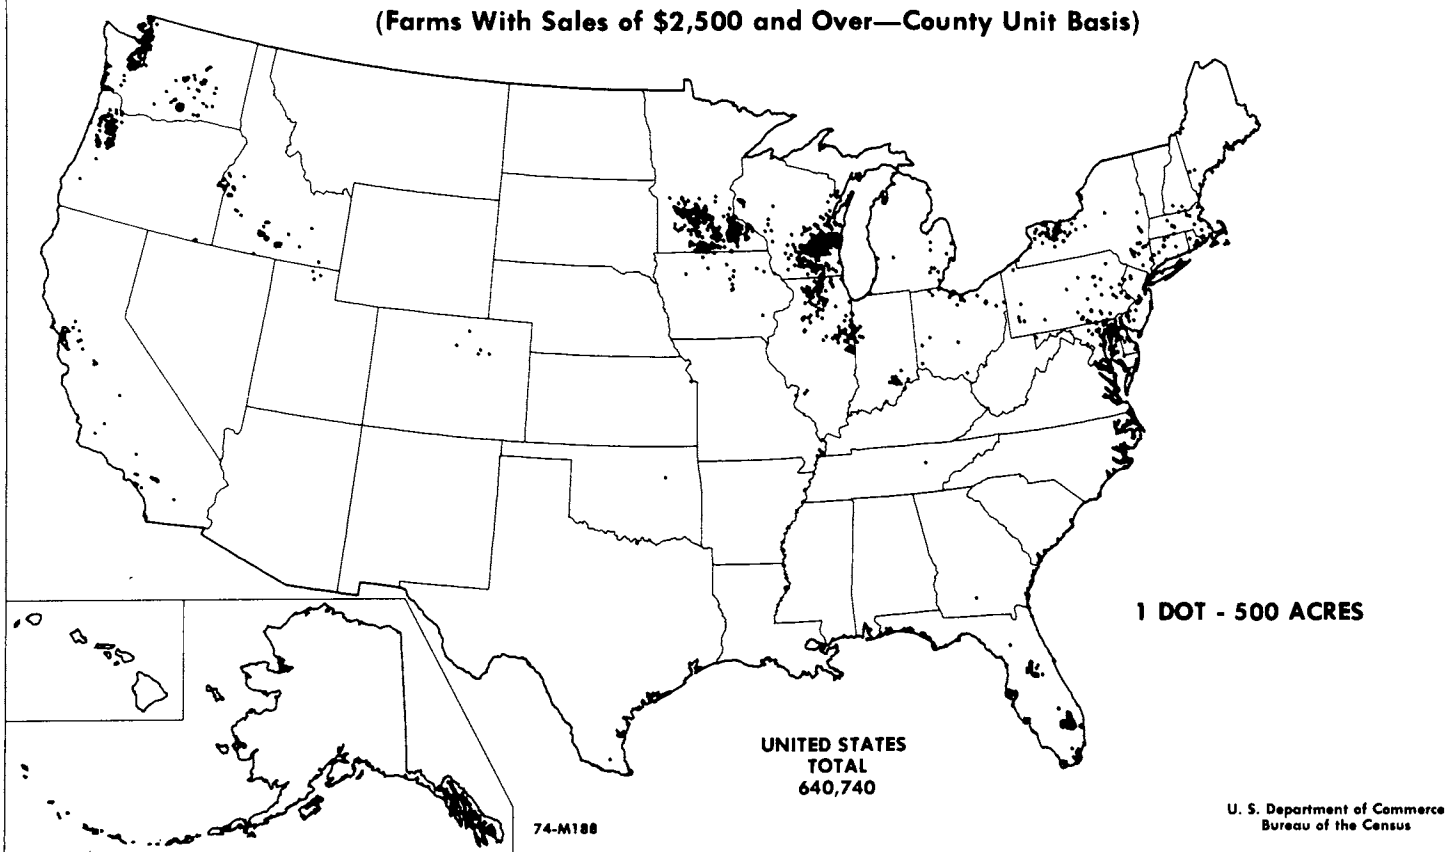 (Farms With Sales of $2,500 and Over—County Unit Basis)
1 DOT - 500 ACRES
UNITED STATES
TOTAL
640,740
74-M188
U. S. Department of Commerce
Bureau of the Census